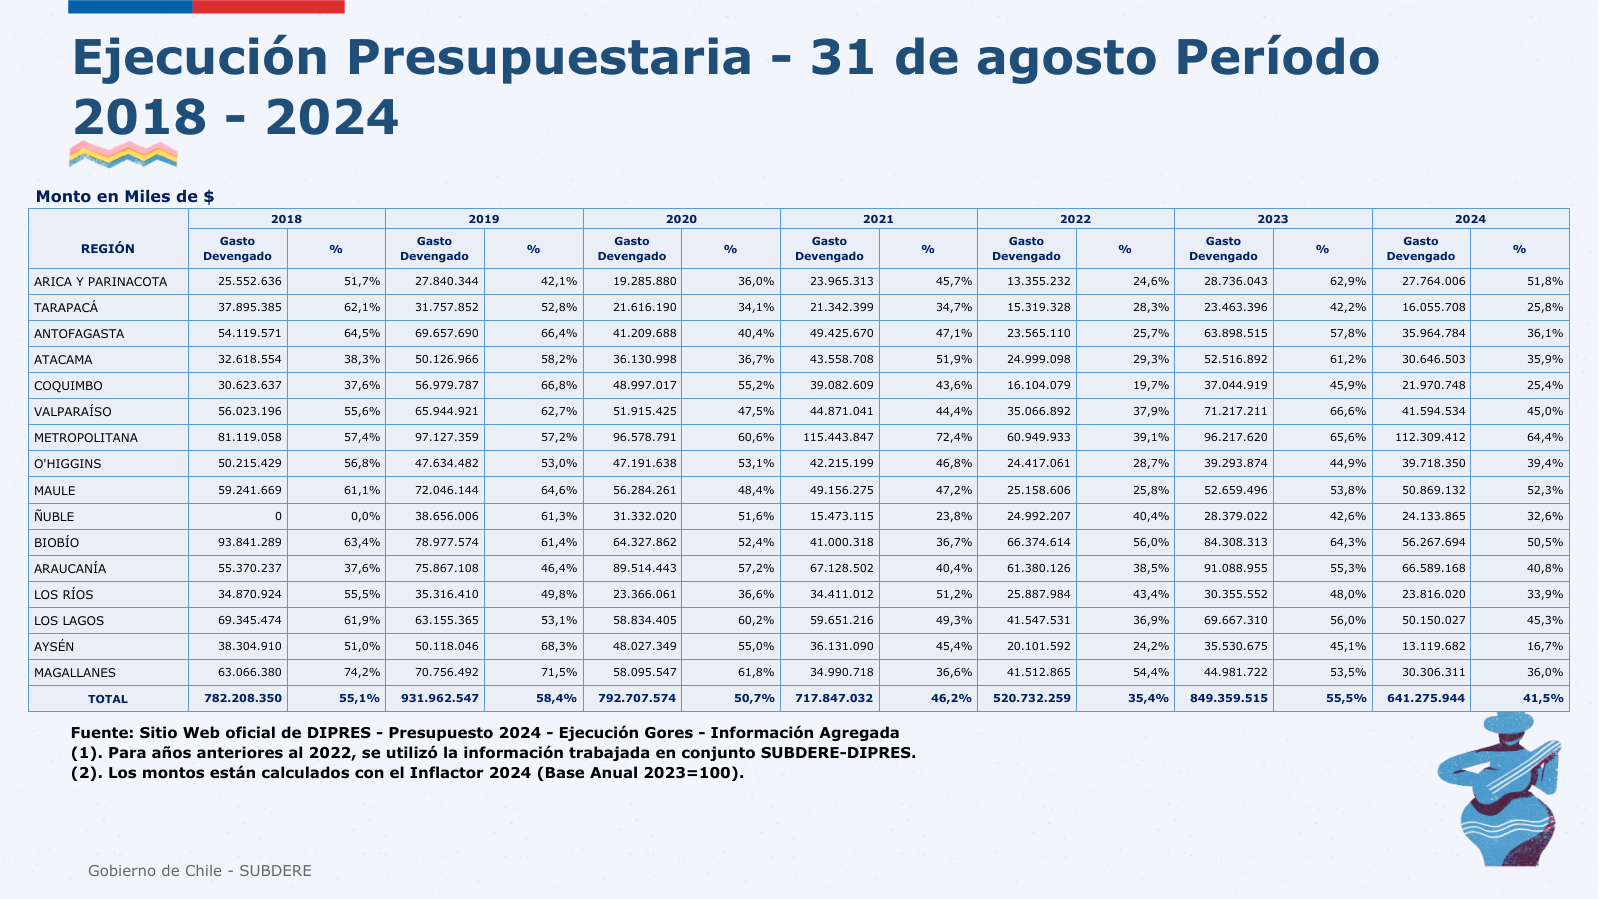 Ejecución Presupuestaria - 31 de agosto Período
2018 - 2024
Monto en Miles de $
REGIÓN 2018 2019 2020 2021 2022 2023 2024
Gasto Devengado % Gasto Devengado % Gasto Devengado % Gasto Devengado % Gasto Devengado % Gasto Devengado % Gasto Devengado %
ARICA Y PARINACOTA 25.552.636 51,7% 27.840.344 42,1% 19.285.880 36,0% 23.965.313 45,7% 13.355.232 24,6% 28.736.043 62,9% 27.764.006 51,8%
TARAPACÁ 37.895.385 62,1% 31.757.852 52,8% 21.616.190 34,1% 21.342.399 34,7% 15.319.328 28,3% 23.463.396 42,2% 16.055.708 25,8%
ANTOFAGASTA 54.119.571 64,5% 69.657.690 66,4% 41.209.688 40,4% 49.425.670 47,1% 23.565.110 25,7% 63.898.515 57,8% 35.964.784 36,1%
ATACAMA 32.618.554 38,3% 50.126.966 58,2% 36.130.998 36,7% 43.558.708 51,9% 24.999.098 29,3% 52.516.892 61,2% 30.646.503 35,9%
COQUIMBO 30.623.637 37,6% 56.979.787 66,8% 48.997.017 55,2% 39.082.609 43,6% 16.104.079 19,7% 37.044.919 45,9% 21.970.748 25,4%
VALPARAÍSO 56.023.196 55,6% 65.944.921 62,7% 51.915.425 47,5% 44.871.041 44,4% 35.066.892 37,9% 71.217.211 66,6% 41.594.534 45,0%
METROPOLITANA 81.119.058 57,4% 97.127.359 57,2% 96.578.791 60,6% 115.443.847 72,4% 60.949.933 39,1% 96.217.620 65,6% 112.309.412 64,4%
O'HIGGINS 50.215.429 56,8% 47.634.482 53,0% 47.191.638 53,1% 42.215.199 46,8% 24.417.061 28,7% 39.293.874 44,9% 39.718.350 39,4%
MAULE 59.241.669 61,1% 72.046.144 64,6% 56.284.261 48,4% 49.156.275 47,2% 25.158.606 25,8% 52.659.496 53,8% 50.869.132 52,3%
ÑUBLE 0 0,0% 38.656.006 61,3% 31.332.020 51,6% 15.473.115 23,8% 24.992.207 40,4% 28.379.022 42,6% 24.133.865 32,6%
BIOBÍO 93.841.289 63,4% 78.977.574 61,4% 64.327.862 52,4% 41.000.318 36,7% 66.374.614 56,0% 84.308.313 64,3% 56.267.694 50,5%
ARAUCANÍA 55.370.237 37,6% 75.867.108 46,4% 89.514.443 57,2% 67.128.502 40,4% 61.380.126 38,5% 91.088.955 55,3% 66.589.168 40,8%
LOS RÍOS 34.870.924 55,5% 35.316.410 49,8% 23.366.061 36,6% 34.411.012 51,2% 25.887.984 43,4% 30.355.552 48,0% 23.816.020 33,9%
LOS LAGOS 69.345.474 61,9% 63.155.365 53,1% 58.834.405 60,2% 59.651.216 49,3% 41.547.531 36,9% 69.667.310 56,0% 50.150.027 45,3%
AYSÉN 38.304.910 51,0% 50.118.046 68,3% 48.027.349 55,0% 36.131.090 45,4% 20.101.592 24,2% 35.530.675 45,1% 13.119.682 16,7%
MAGALLANES 63.066.380 74,2% 70.756.492 71,5% 58.095.547 61,8% 34.990.718 36,6% 41.512.865 54,4% 44.981.722 53,5% 30.306.311 36,0%
TOTAL 782.208.350 55,1% 931.962.547 58,4% 792.707.574 50,7% 717.847.032 46,2% 520.732.259 35,4% 849.359.515 55,5% 641.275.944 41,5%
Fuente: Sitio Web oficial de DIPRES - Presupuesto 2024 - Ejecución Gores - Información Agregada
(1). Para años anteriores al 2022, se utilizó la información trabajada en conjunto SUBDERE-DIPRES.
(2). Los montos están calculados con el Inflactor 2024 (Base Anual 2023=100).
Gobierno de Chile - SUBDERE